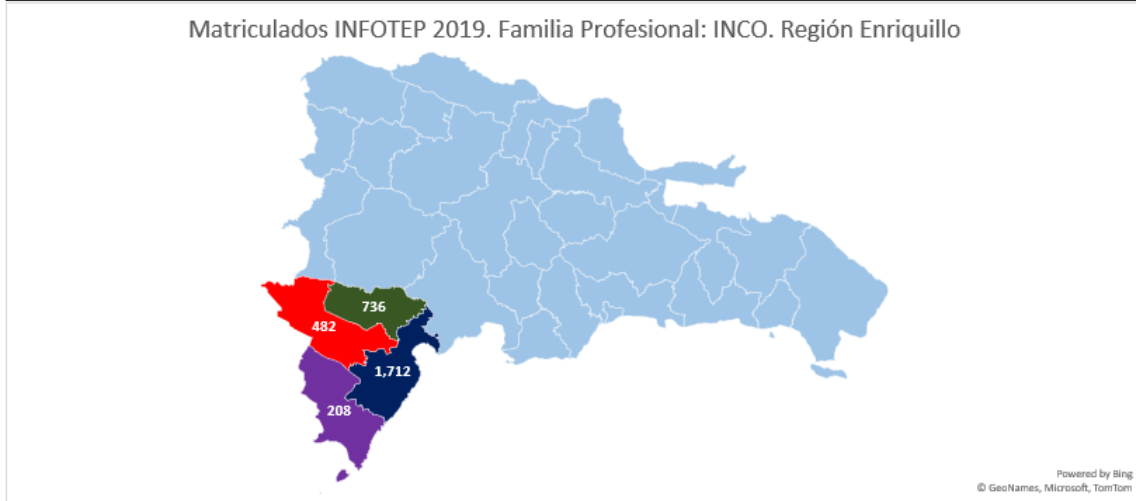 Matriculados INFOTEP 2019. Familia Profesional: INCO. Región Enriquillo
736
482
1,712
208
Powered by Bing
© GeoNames, Microsoft, TomTom